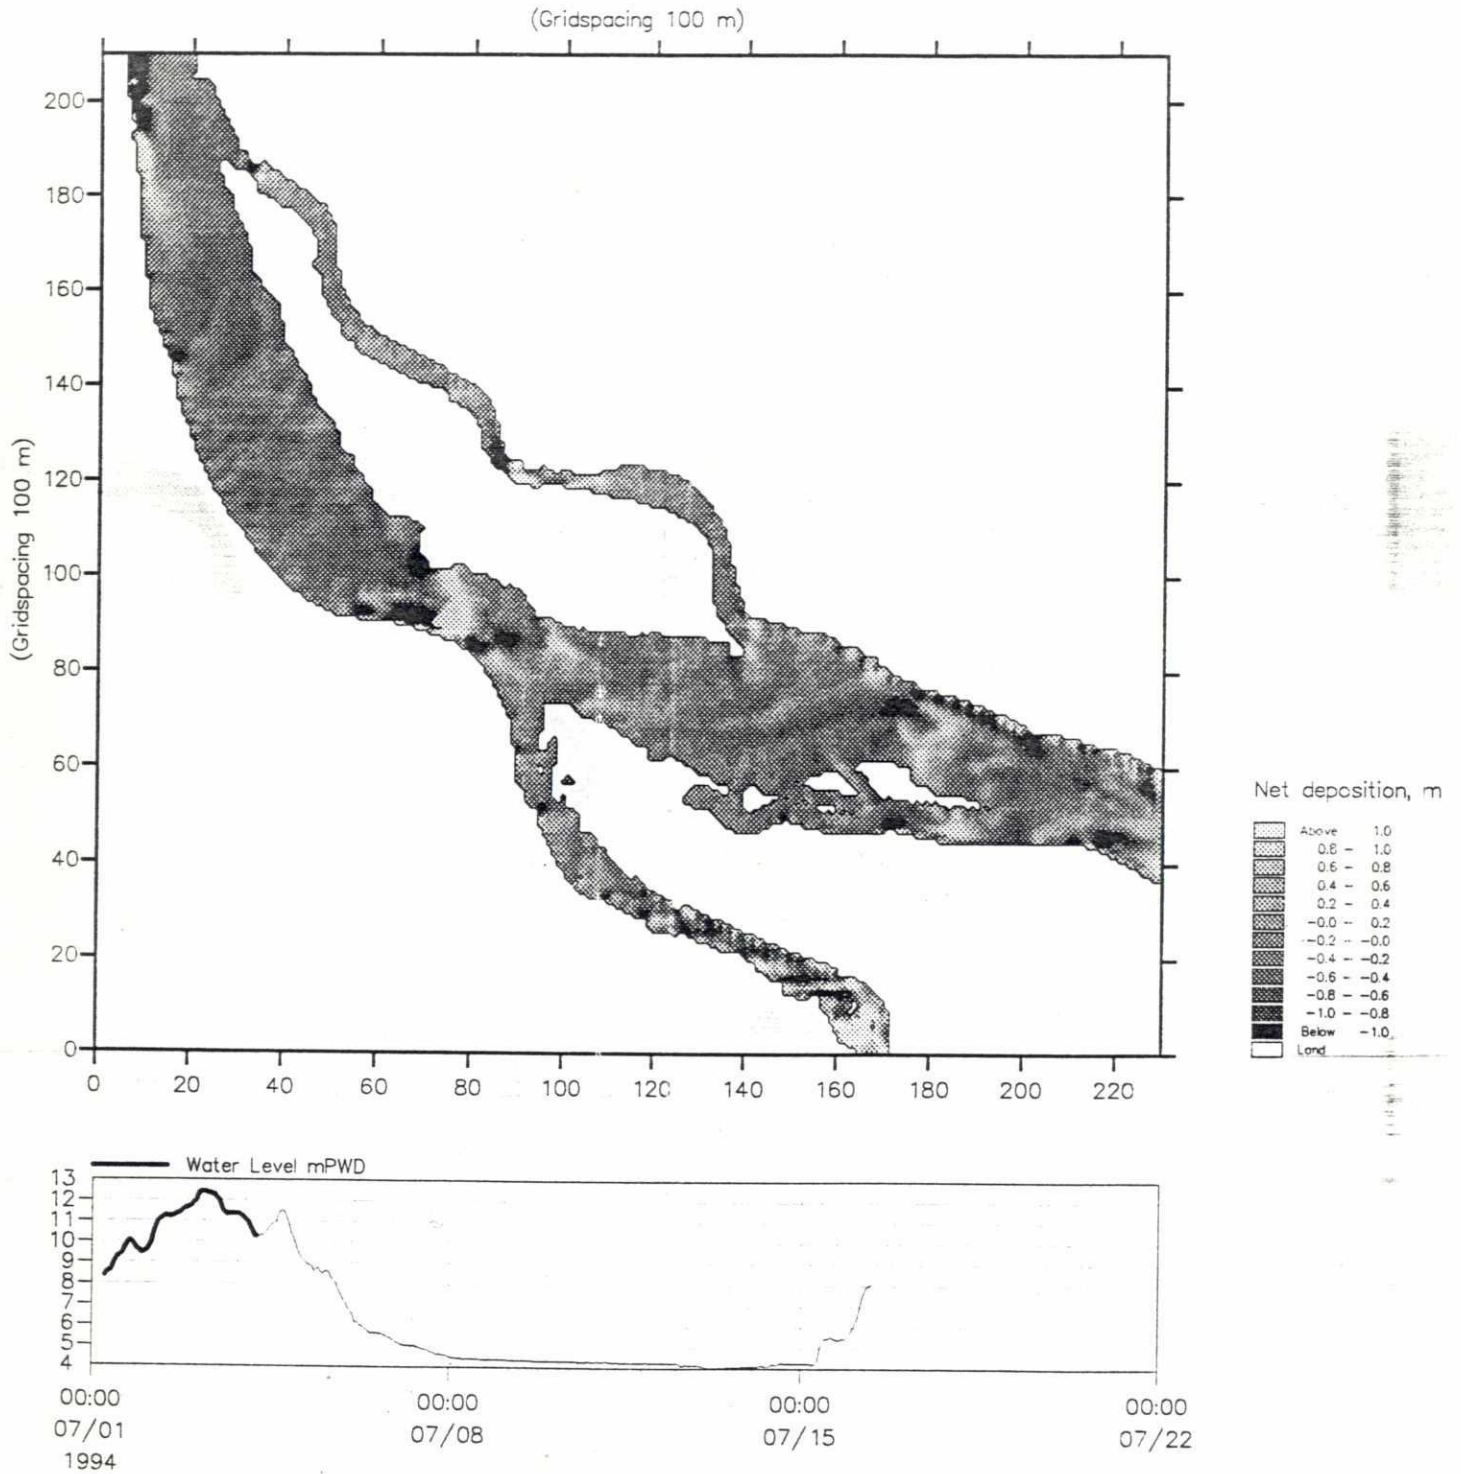 (Gridspacing 100 m)
(Gridspacing 100 m)
200
180
160
140
120
100
80
60
40
20
0
0 20 40 60 80 100 120 140 160 180 200 220
Net deposition, m
Above 1.0
0.8 - 1.0
0.6 - 0.8
0.4 - 0.6
0.2 - 0.4
-0.0 - 0.2
-0.2 - -0.0
-0.4 - -0.2
-0.6 - -0.4
-0.8 - -0.6
-1.0 - -0.8
Below -1.0
Land
Water Level mPWD
13
12
11
10
9
8
7
6
5
4
00:00 00:00 00:00 00:00
07/01 07/08 07/15 07/22
1994